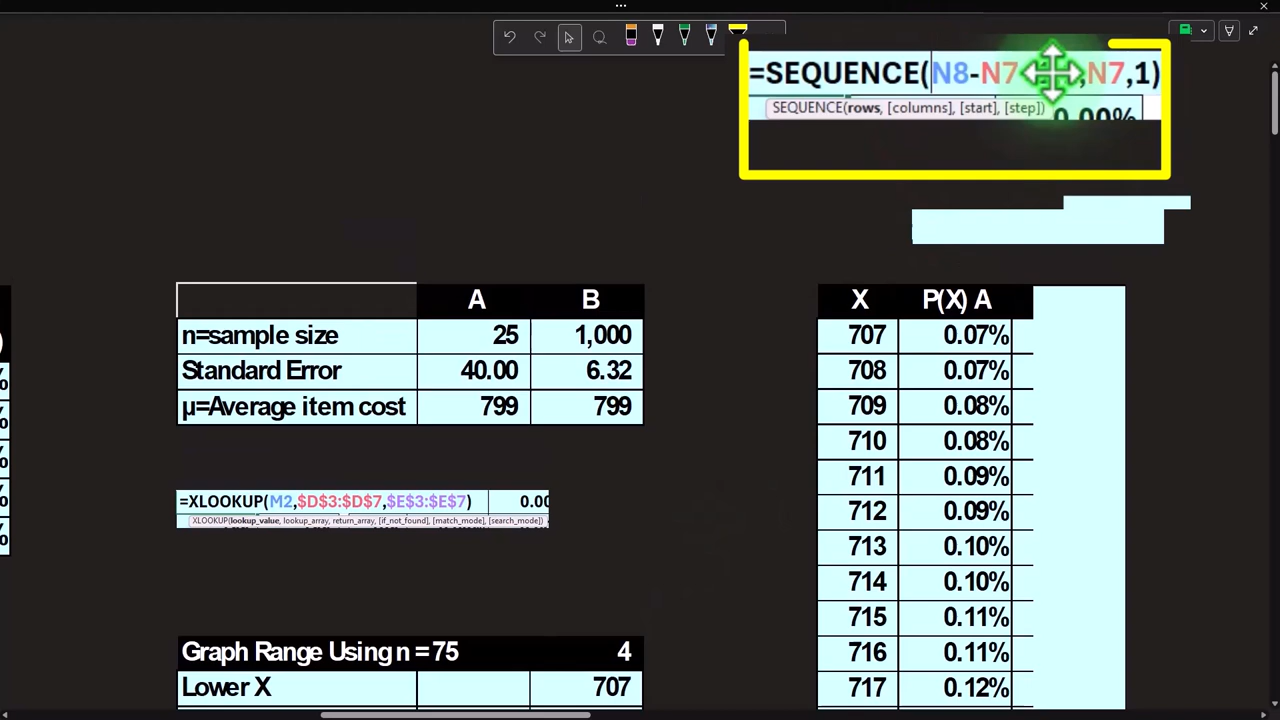 =SEQUENCE(N8-N7 ,N7,1)
SEQUENCE(rows, [columns], [start], [step])
0.00%
A B
n=sample size 25 1,000
Standard Error 40.00 6.32
µ=Average item cost 799 799
=XLOOKUP(M2,$D$3:$D$7,$E$3:$E$7) 0.00
XLOOKUP(lookup_value, lookup_array, return_array, [if_not_found], [match_mode], [search_mode])
Graph Range Using n = 75 4
Lower X 707
X P(X) A
707 0.07%
708 0.07%
709 0.08%
710 0.08%
711 0.09%
712 0.09%
713 0.10%
714 0.10%
715 0.11%
716 0.11%
717 0.12%